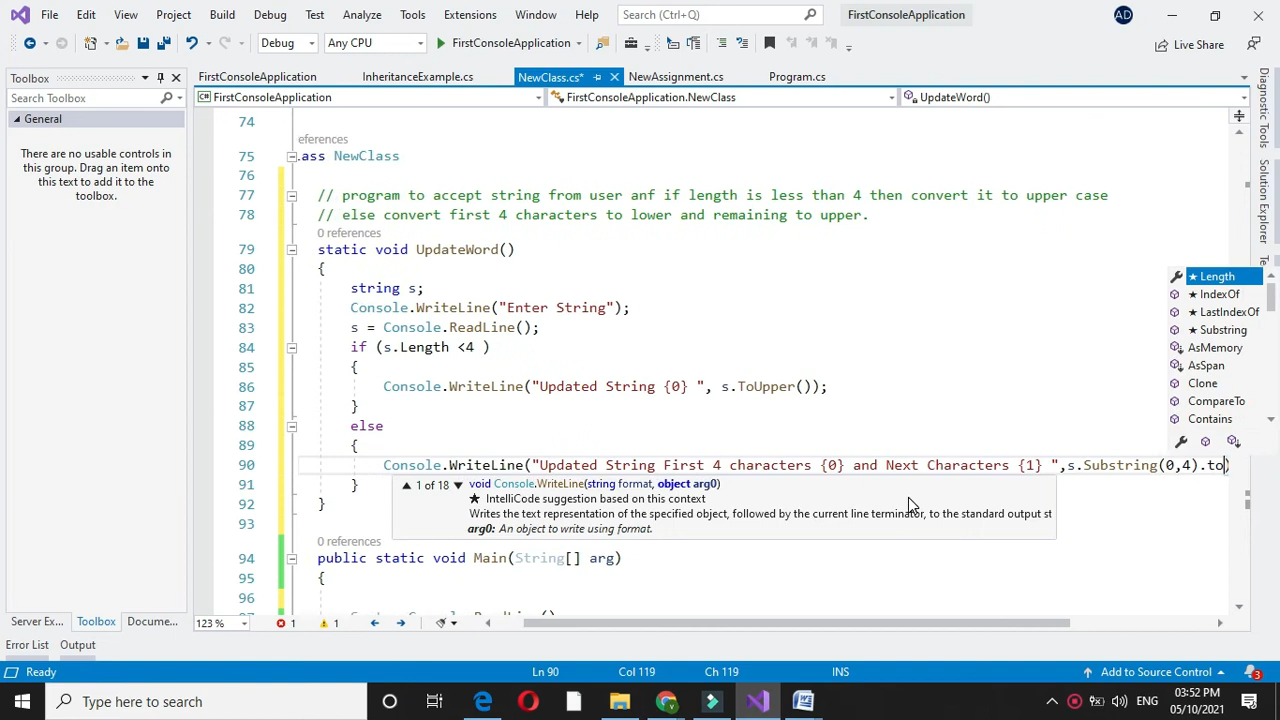 File Edit View Project Build Debug Test Analyze Tools Extensions Window Help Search (Ctrl+Q) FirstConsoleApplication AD
Debug Any CPU FirstConsoleApplication Live Share
Toolbox
Search Toolbox
General
There are no usable controls in
this group. Drag an item onto
this text to add it to the
toolbox.
FirstConsoleApplication InheritanceExample.cs NewClass.cs* NewAssignment.cs Program.cs
FirstConsoleApplication FirstConsoleApplication.NewClass UpdateWord()
74
eferences
75 ass NewClass
76
77 // program to accept string from user anf if length is less than 4 then convert it to upper case
78 // else convert first 4 characters to lower and remaining to upper.
0 references
79 static void UpdateWord()
80 {
81 string s;
82 Console.WriteLine("Enter String");
83 s = Console.ReadLine();
84 if (s.Length <4 )
85 {
86 Console.WriteLine("Updated String {0} ", s.ToUpper());
87 }
88 else
89 {
90 Console.WriteLine("Updated String First 4 characters {0} and Next Characters {1} ",s.Substring(0,4).to)
91 }
92 }
93
0 references
94 public static void Main(String[] arg)
95 {
96
1 of 18 void Console.WriteLine(string format, object arg0)
★ IntelliCode suggestion based on this context
Writes the text representation of the specified object, followed by the current line terminator, to the standard output st
arg0: An object to write using format.
★ Length
★ IndexOf
★ LastIndexOf
★ Substring
AsMemory
AsSpan
Clone
CompareTo
Contains
Diagnostic Tools
Solution Explorer
Server Ex... Toolbox Docume...
123 % 1 1
Error List Output
Ready Ln 90 Col 119 Ch 119 INS Add to Source Control 3
Type here to search ENG 03:52 PM 05/10/2021